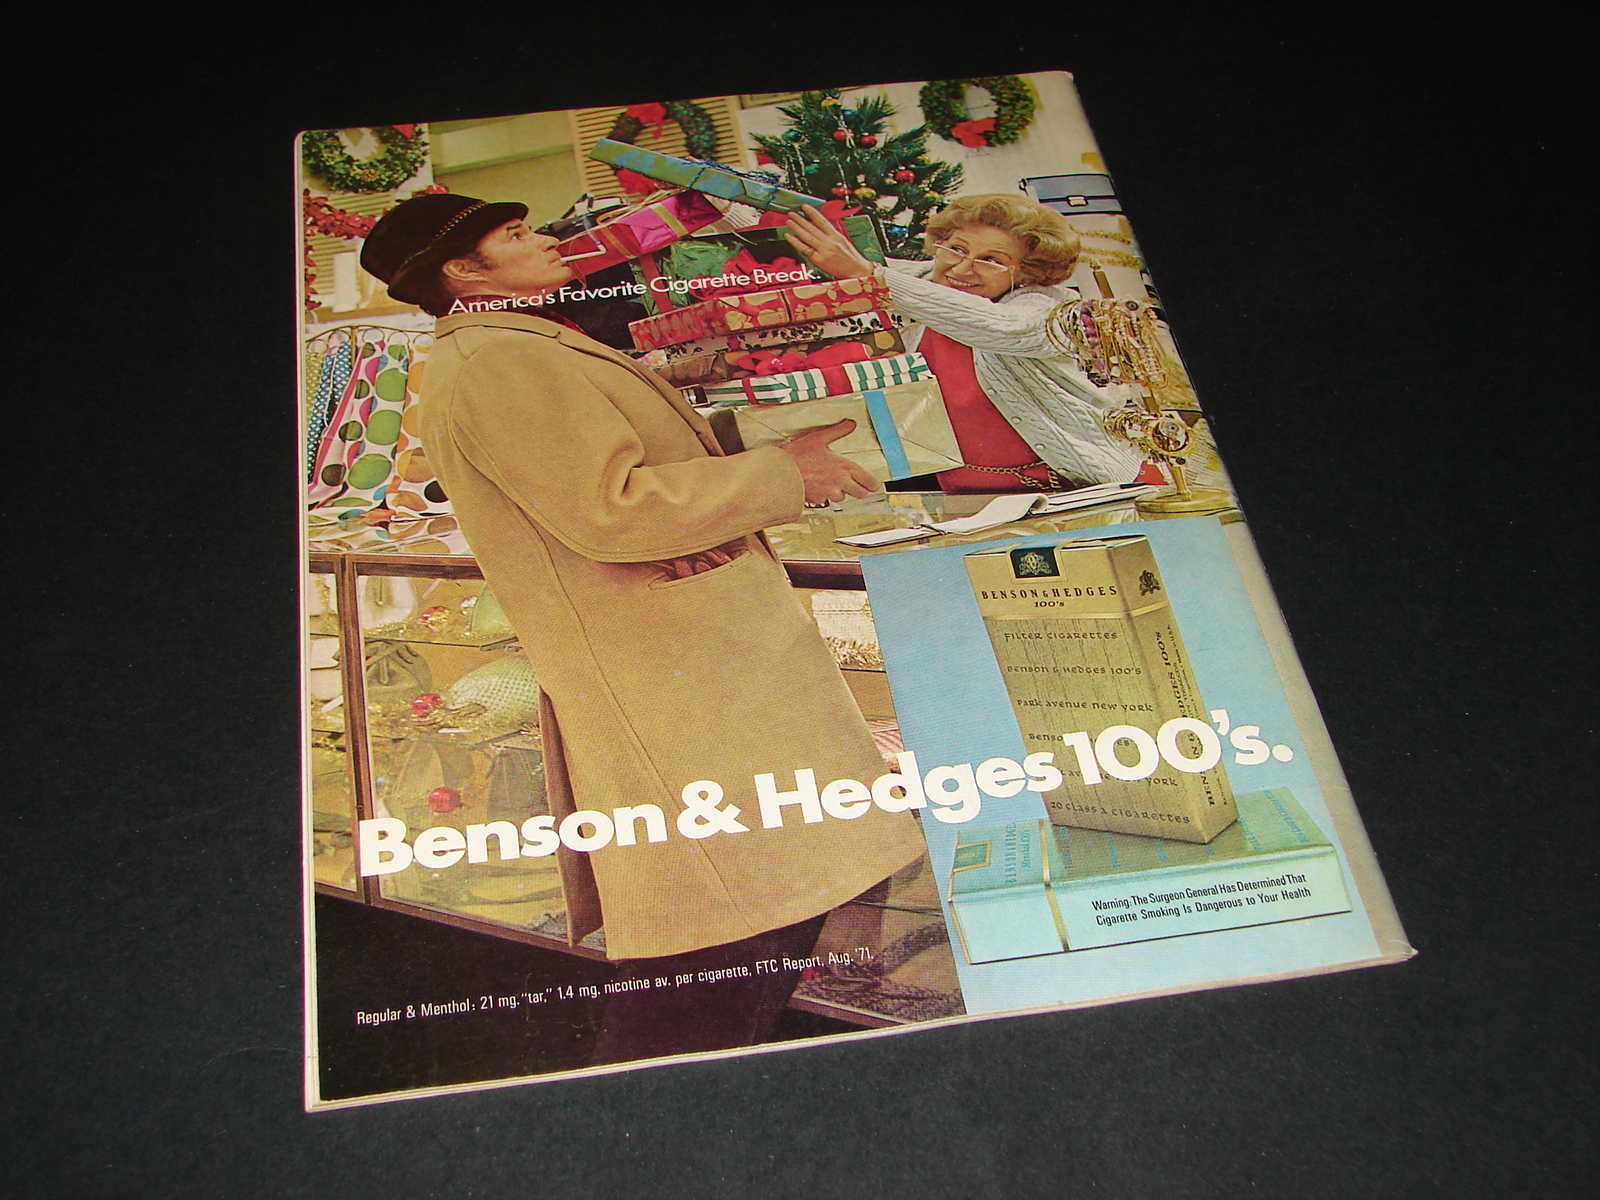 America's Favorite Cigarette Break.
BENSON & HEDGES
100's
FILTER CIGARETTES
BENSON & HEDGES 100'S
PARK AVENUE NEW YORK
20 CLASS A CIGARETTES
Benson & Hedges 100's.
Warning: The Surgeon General Has Determined That
Cigarette Smoking Is Dangerous to Your Health
Regular & Menthol: 21 mg. "tar," 1.4 mg. nicotine av. per cigarette, FTC Report, Aug. '71.